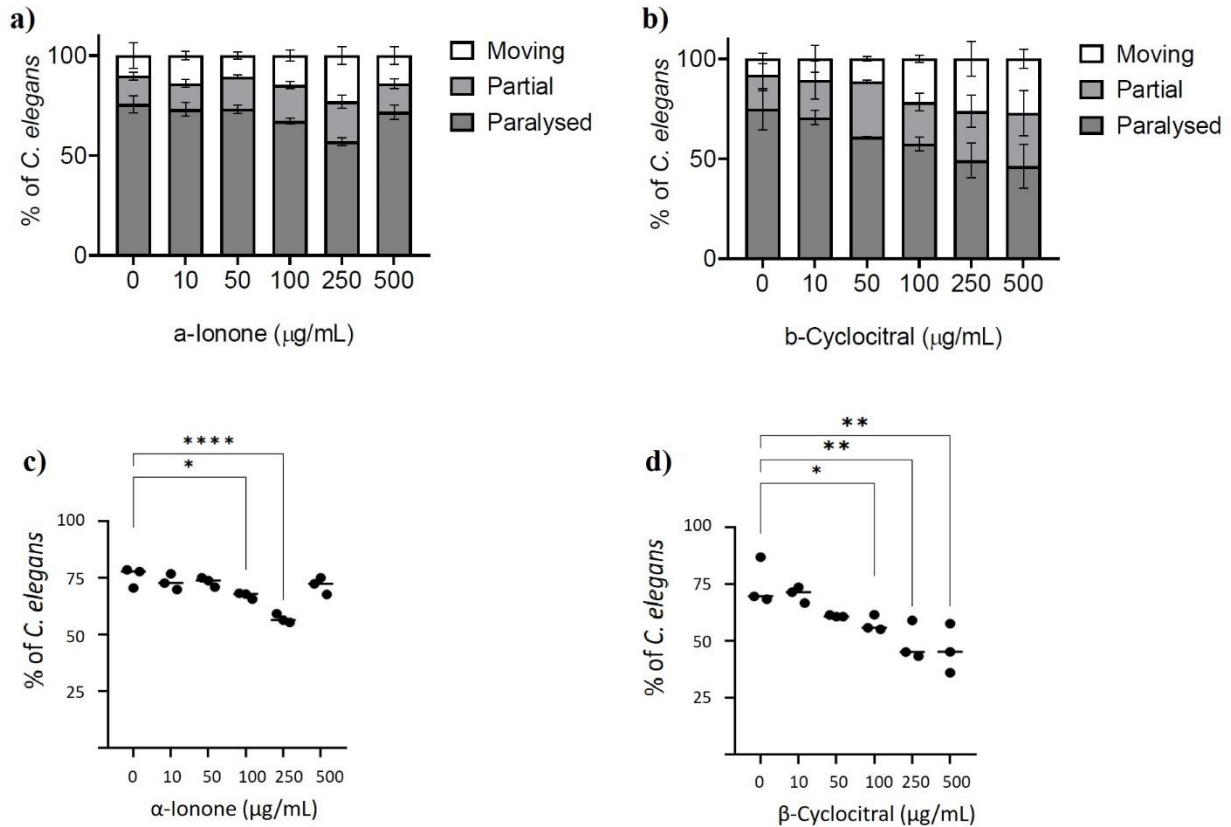 a)
100
50
0
% of C. elegans
0 10 50 100 250 500
a-Ionone (μg/mL)
Moving
Partial
Paralysed
b)
100
50
0
% of C. elegans
0 10 50 100 250 500
b-Cyclocitral (μg/mL)
Moving
Partial
Paralysed
c)
****
*
100
75
50
25
% of C. elegans
0 10 50 100 250 500
α-Ionone (μg/mL)
d)
**
**
*
100
75
50
25
% of C. elegans
0 10 50 100 250 500
β-Cyclocitral (μg/mL)